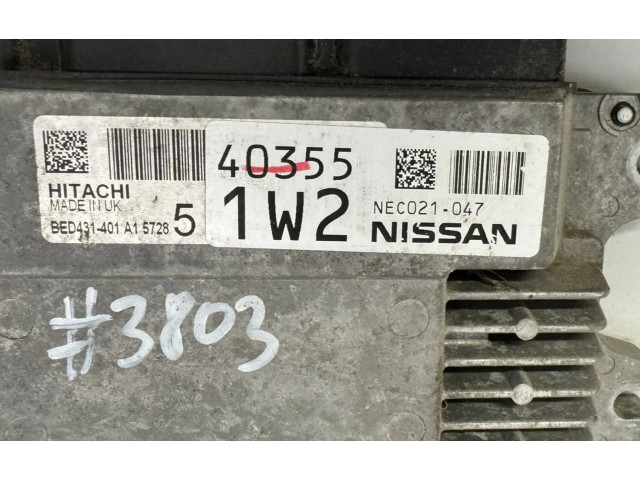 HITACHI
MADE IN UK
BED431-401 A1 5728 5
40355
1W2
NEC021-047
NISSAN
#3803